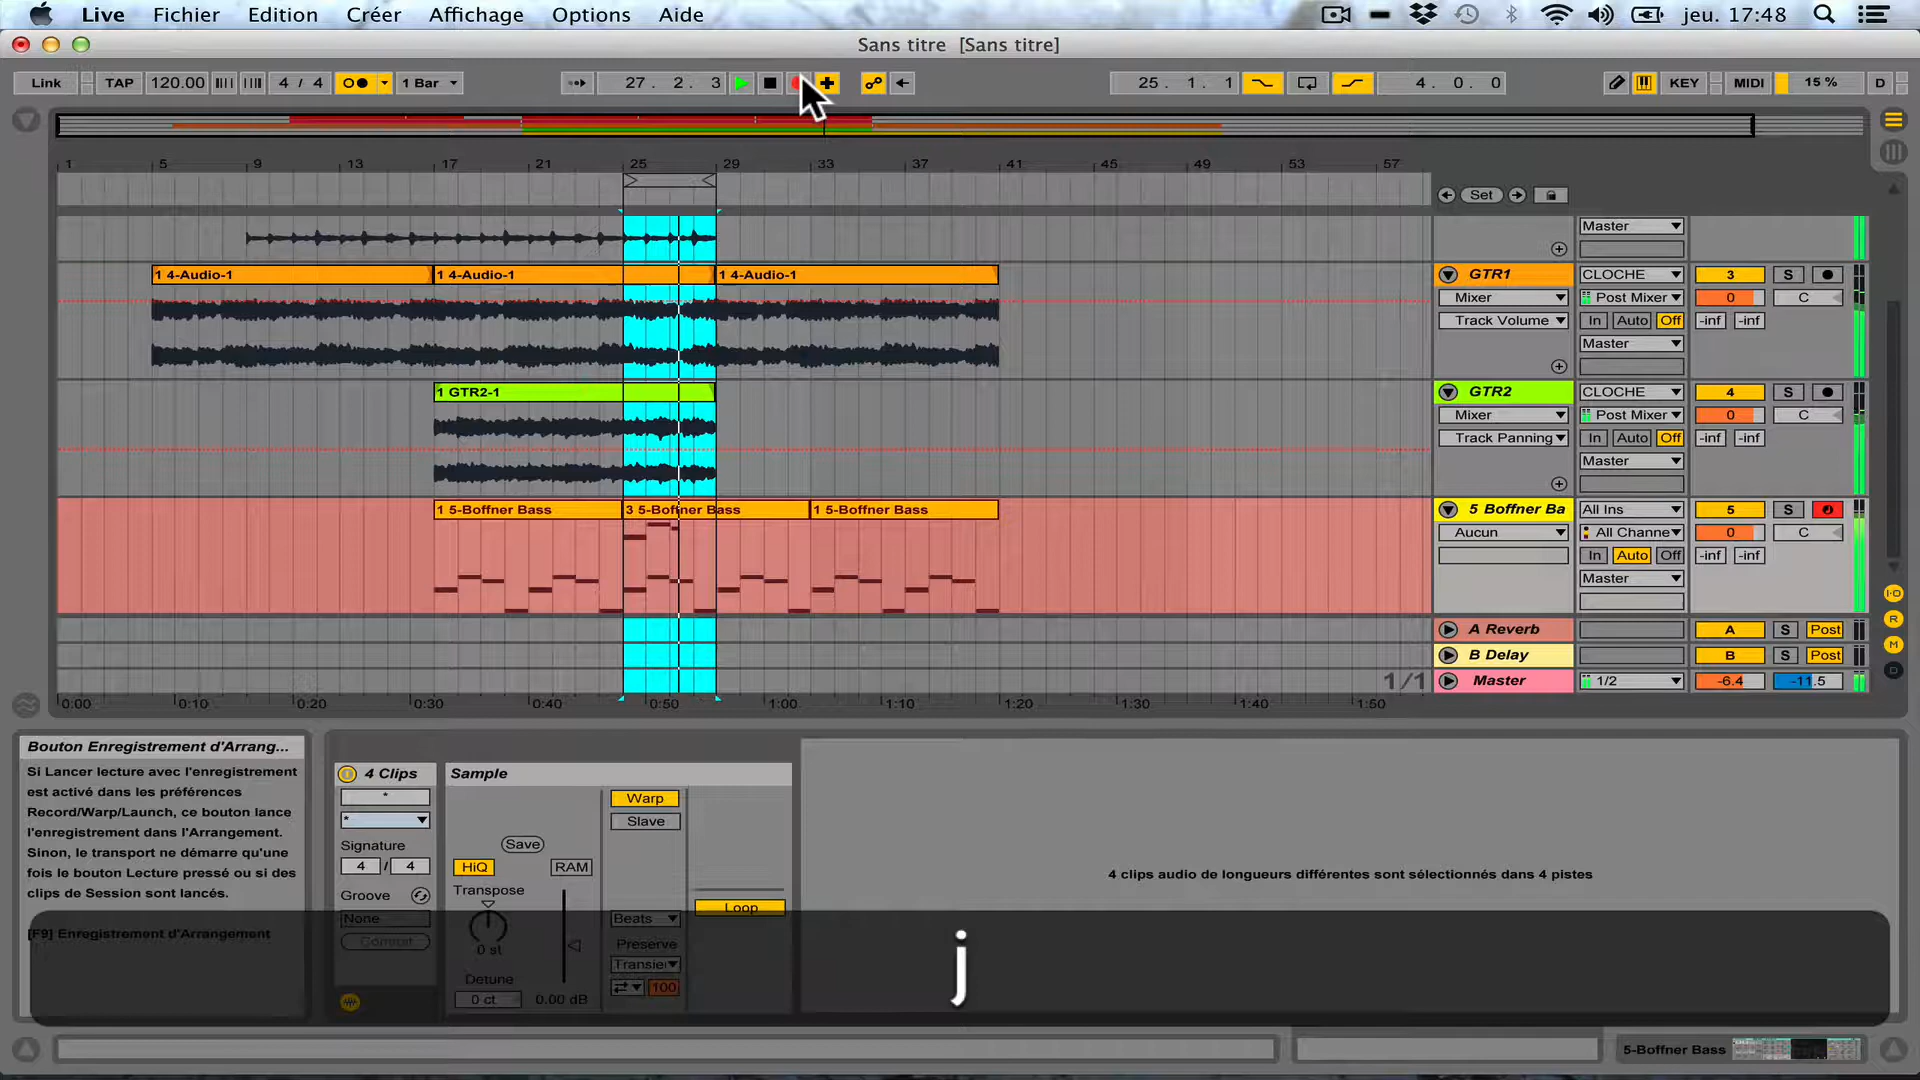 Live Fichier Edition Créer Affichage Options Aide jeu. 17:48
Sans titre [Sans titre]
Link TAP 120.00 4 / 4 1 Bar 27. 2. 3 25. 1. 1 4. 0. 0 KEY MIDI 15 % D
1 5 9 13 17 21 25 29 33 37 41 45 49 53 57
Set
Master
1 4-Audio-1 1 4-Audio-1 1 4-Audio-1
GTR1 CLOCHE 3 S
Mixer Post Mixer 0 C
Track Volume In Auto Off -inf -inf
Master
1 GTR2-1
GTR2 CLOCHE 4 S
Mixer Post Mixer 0 C
Track Panning In Auto Off -inf -inf
Master
1 5-Boffner Bass 3 5-Boffner Bass 1 5-Boffner Bass
5 Boffner Ba All Ins 5 S
Aucun All Channe 0 C
In Auto Off -inf -inf
Master
I-O
R
M
D
A Reverb A S Post
B Delay B S Post
1/1 Master 1/2 -6.4 -11.5
0:00 0:10 0:20 0:30 0:40 0:50 1:00 1:10 1:20 1:30 1:40 1:50
Bouton Enregistrement d'Arrang...
Si Lancer lecture avec l'enregistrement
est activé dans les préférences
Record/Warp/Launch, ce bouton lance
l'enregistrement dans l'Arrangement.
Sinon, le transport ne démarre qu'une
fois le bouton Lecture pressé ou si des
clips de Session sont lancés.
[F9] Enregistrement d'Arrangement
4 Clips
*
*
Signature
4 / 4
Groove
None
Commit
Sample
Save
HiQ RAM
Transpose
0 st
Detune
0 ct 0.00 dB
Warp
Slave
Beats
Preserve
Transie
100
Loop
4 clips audio de longueurs différentes sont sélectionnés dans 4 pistes
j
5-Boffner Bass